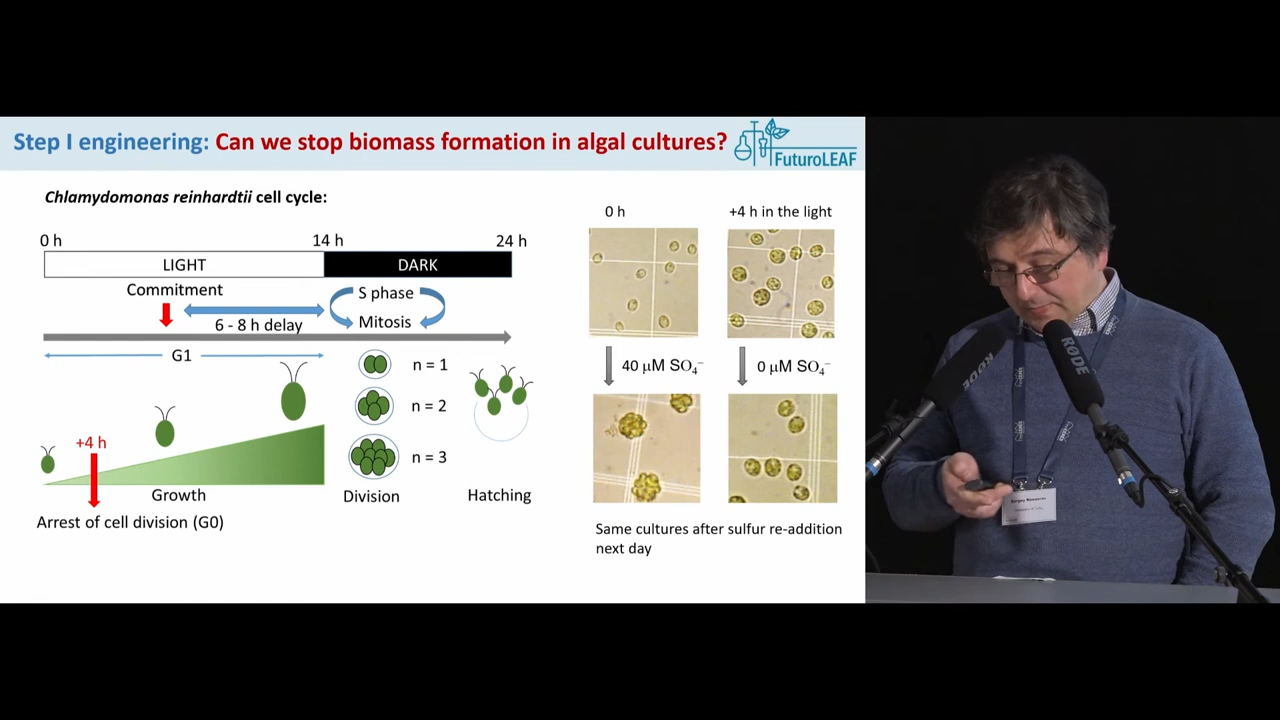 Step I engineering: Can we stop biomass formation in algal cultures?
FuturoLEAF
Chlamydomonas reinhardtii cell cycle:
0 h
14 h
24 h
LIGHT
DARK
Commitment
S phase
6 - 8 h delay
Mitosis
G1
n = 1
n = 2
+4 h
n = 3
Growth
Division
Hatching
Arrest of cell division (G0)
0 h
+4 h in the light
40 µM SO₄⁻
0 µM SO₄⁻
Same cultures after sulfur re-addition
next day
RØDE
RØDE